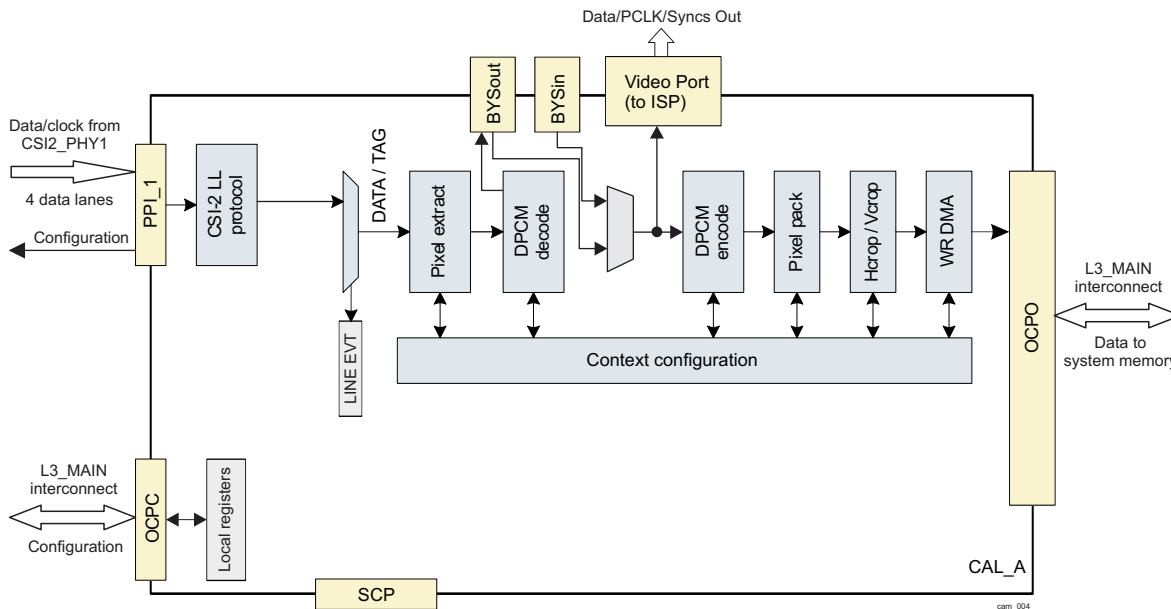 Data/PCLK/Syncs Out
BYSout
BYSin
Video Port
(to ISP)
Data/clock from
CSI2_PHY1
4 data lanes
Configuration
PPI_1
CSI-2 LL
protocol
DATA / TAG
LINE EVT
Pixel extract
DPCM
decode
DPCM
encode
Pixel pack
Hcrop / Vcrop
WR DMA
Context configuration
OCPO
L3_MAIN
interconnect
Data to
system memory
L3_MAIN
interconnect
Configuration
OCPC
Local registers
SCP
CAL_A
cam_004